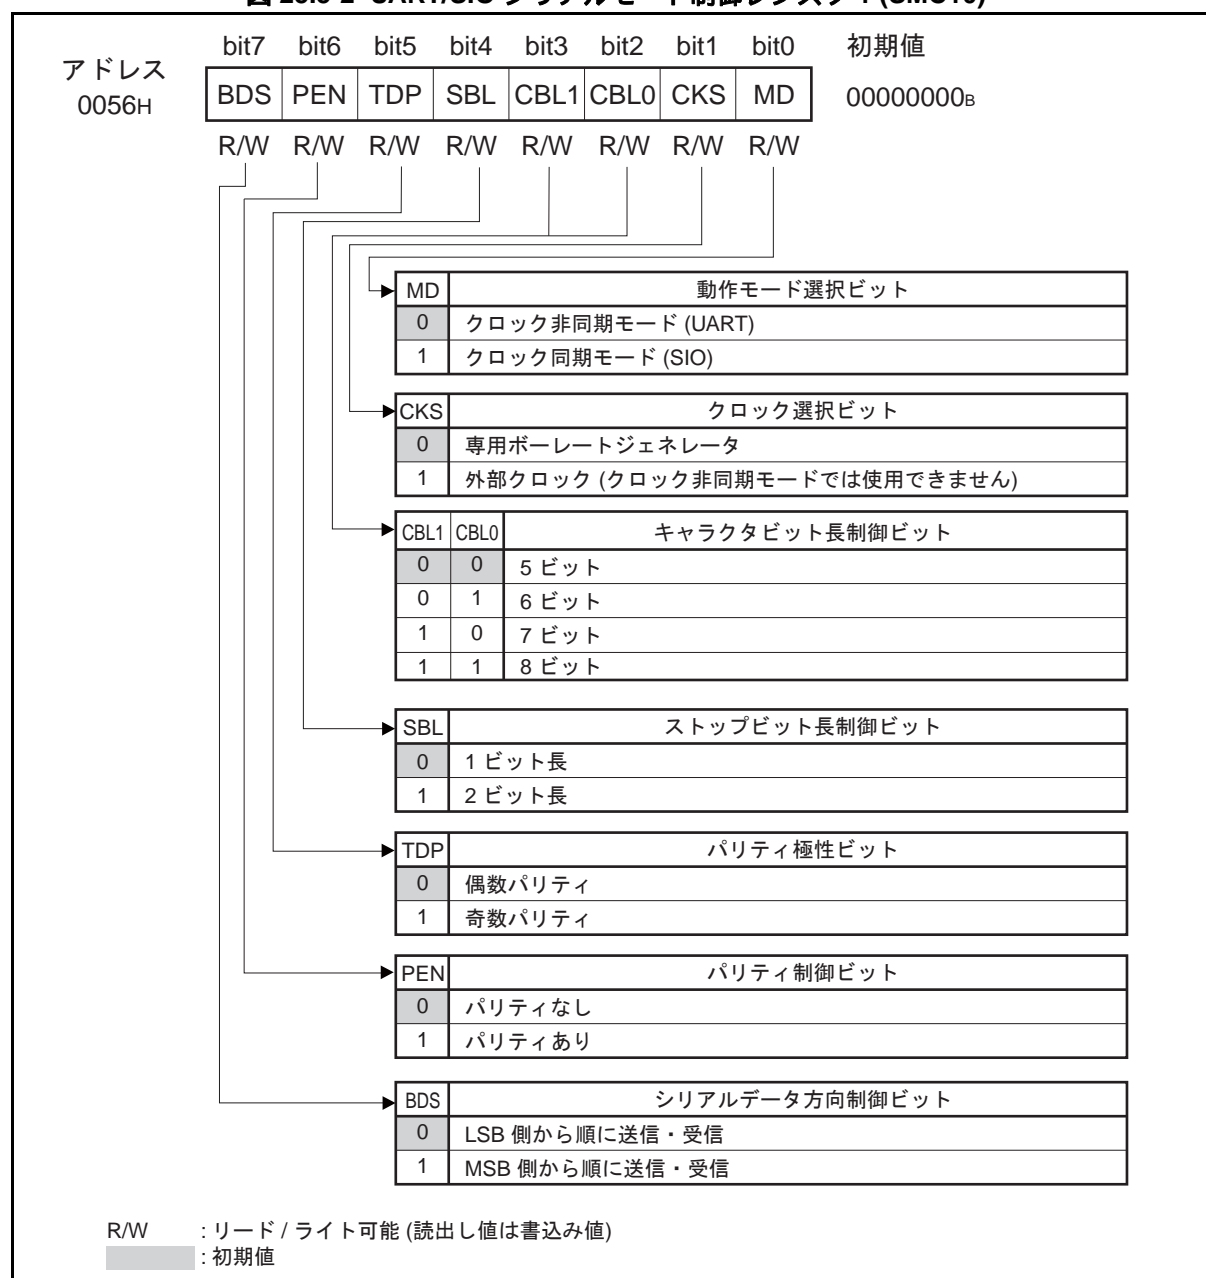 bit7 bit6 bit5 bit4 bit3 bit2 bit1 bit0 初期値
アドレス
0056H BDS PEN TDP SBL CBL1 CBL0 CKS MD 00000000B
R/W R/W R/W R/W R/W R/W R/W R/W
MD 動作モード選択ビット
0 クロック非同期モード (UART)
1 クロック同期モード (SIO)
CKS クロック選択ビット
0 専用ボーレートジェネレータ
1 外部クロック (クロック非同期モードでは使用できません)
CBL1 CBL0 キャラクタビット長制御ビット
0 0 5 ビット
0 1 6 ビット
1 0 7 ビット
1 1 8 ビット
SBL ストップビット長制御ビット
0 1 ビット長
1 2 ビット長
TDP パリティ極性ビット
0 偶数パリティ
1 奇数パリティ
PEN パリティ制御ビット
0 パリティなし
1 パリティあり
BDS シリアルデータ方向制御ビット
0 LSB 側から順に送信・受信
1 MSB 側から順に送信・受信
R/W : リード / ライト可能 (読出し値は書込み値)
: 初期値